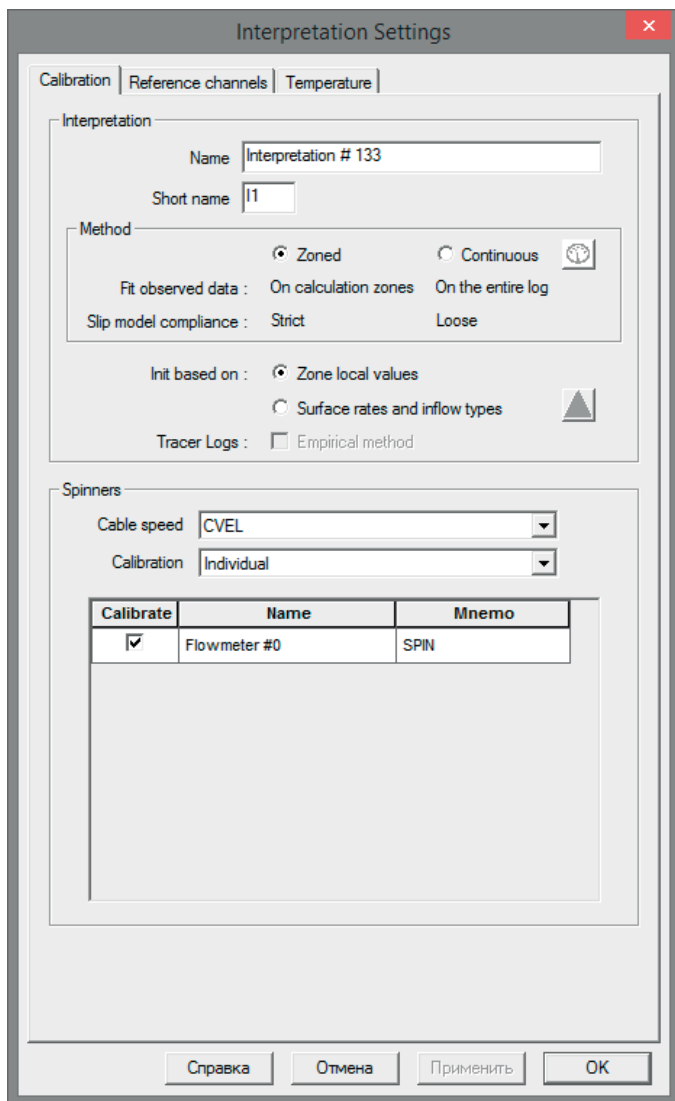 Interpretation Settings
Calibration Reference channels Temperature
Interpretation
Name Interpretation # 133
Short name I1
Method
Zoned Continuous
Fit observed data : On calculation zones On the entire log
Slip model compliance : Strict Loose
Init based on : Zone local values
Surface rates and inflow types
Tracer Logs : Empirical method
Spinners
Cable speed CVEL
Calibration Individual
Calibrate Name Mnemo
Flowmeter #0 SPIN
Справка Отмена Применить OK